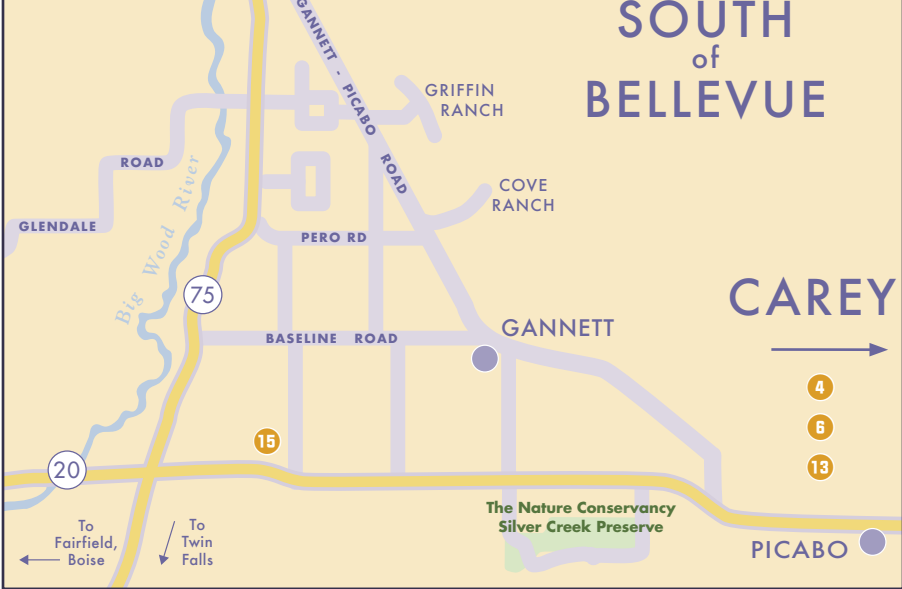 SOUTH
of
BELLEVUE
GANNETT - PICABO ROAD
GRIFFIN
RANCH
ROAD
Big Wood River
COVE
RANCH
GLENDALE
PERO RD
75
CAREY
GANNETT
BASELINE ROAD
4
6
15
13
20
The Nature Conservancy
Silver Creek Preserve
To
Fairfield,
Boise
To
Twin
Falls
PICABO